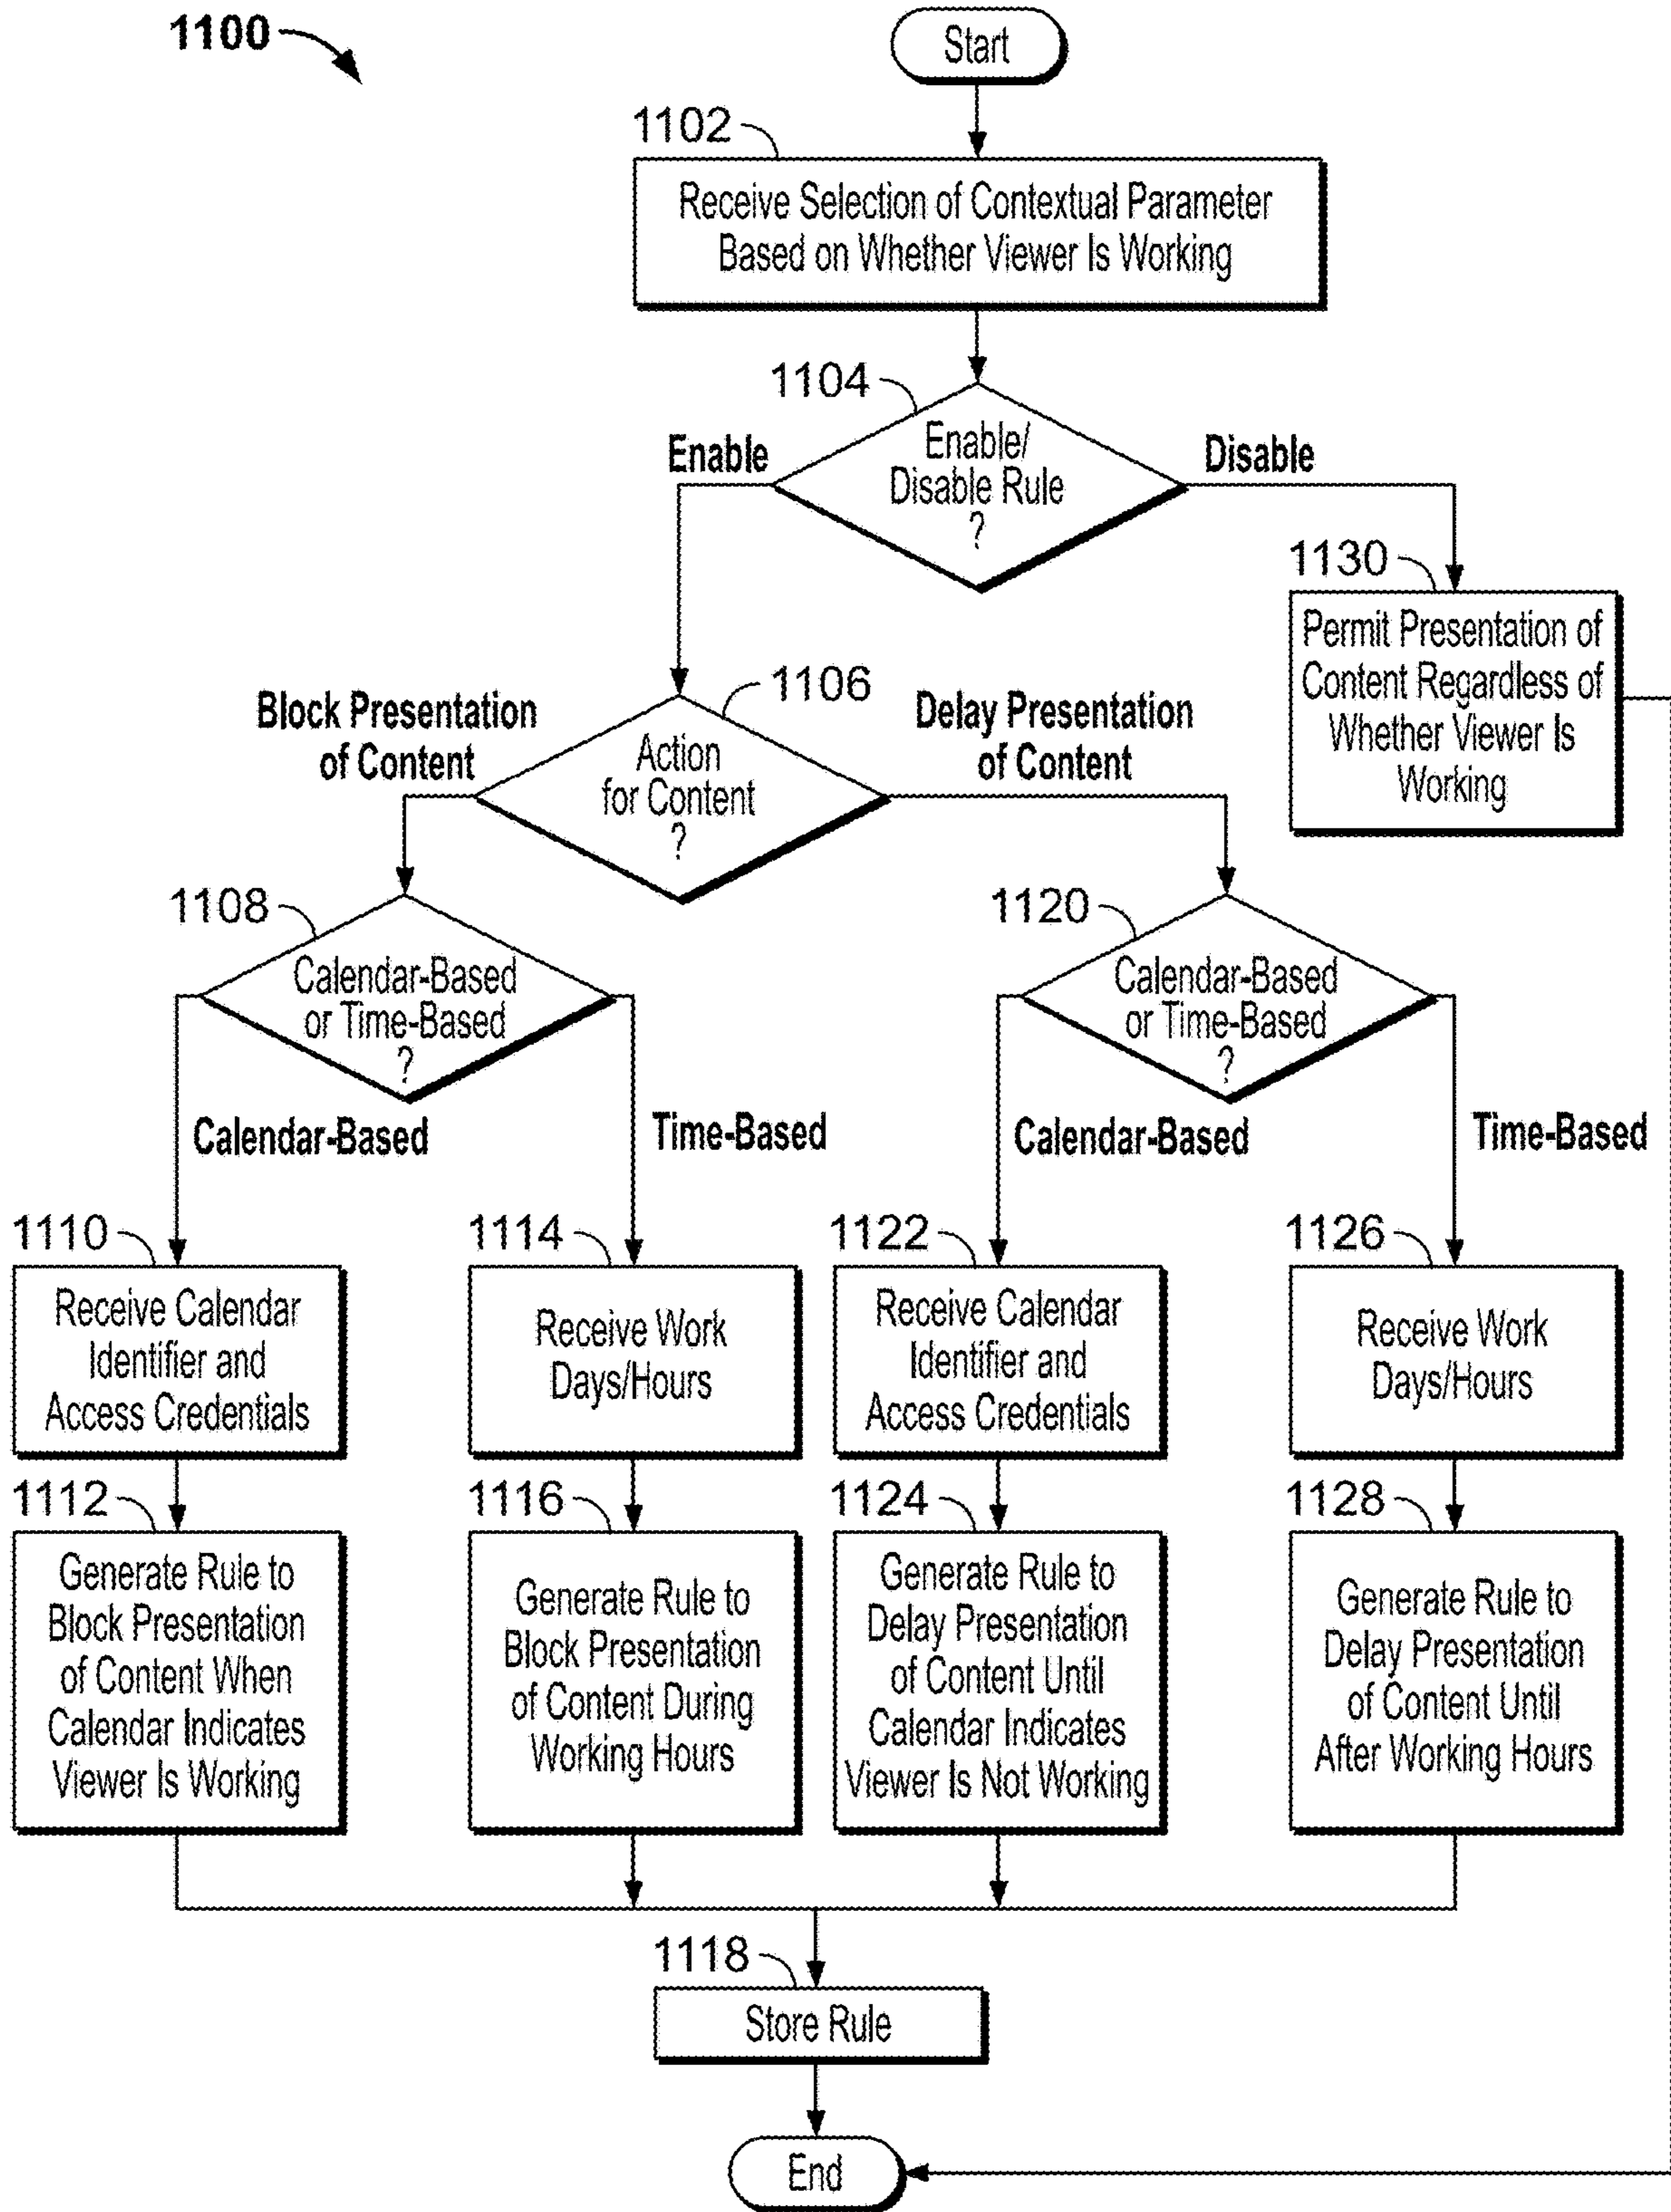 1100
Start
1102
Receive Selection of Contextual Parameter
Based on Whether Viewer Is Working
1104
Enable/
Disable Rule
?
Enable
Disable
1130
Permit Presentation of
Content Regardless of
Whether Viewer Is
Working
1106
Action
for Content
?
Block Presentation
of Content
Delay Presentation
of Content
1108
Calendar-Based
or Time-Based
?
1120
Calendar-Based
or Time-Based
?
Calendar-Based
Time-Based
Calendar-Based
Time-Based
1110
Receive Calendar
Identifier and
Access Credentials
1114
Receive Work
Days/Hours
1122
Receive Calendar
Identifier and
Access Credentials
1126
Receive Work
Days/Hours
1112
Generate Rule to
Block Presentation
of Content When
Calendar Indicates
Viewer Is Working
1116
Generate Rule to
Block Presentation
of Content During
Working Hours
1124
Generate Rule to
Delay Presentation
of Content Until
Calendar Indicates
Viewer Is Not Working
1128
Generate Rule to
Delay Presentation
of Content Until
After Working Hours
1118
Store Rule
End